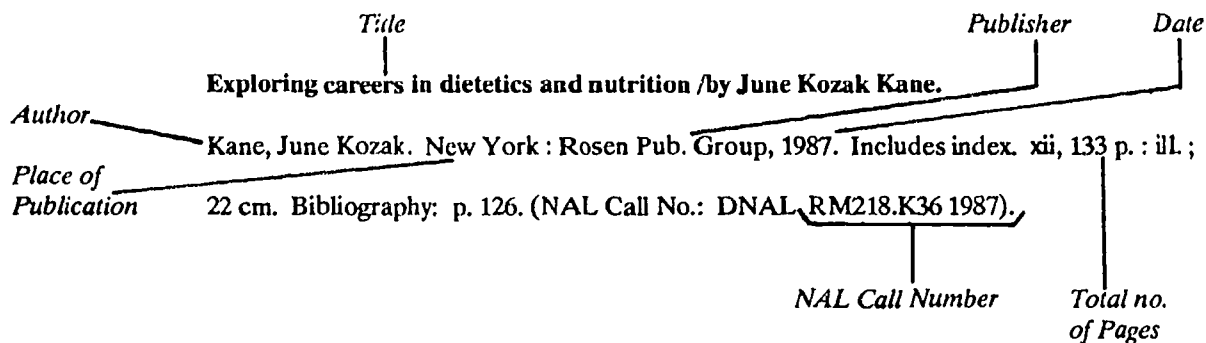 Title Publisher Date
Exploring careers in dietetics and nutrition /by June Kozak Kane.
Author
Kane, June Kozak. New York : Rosen Pub. Group, 1987. Includes index. xii, 133 p. : ill. ;
Place of
Publication
22 cm. Bibliography: p. 126. (NAL Call No.: DNAL RM218.K36 1987).
NAL Call Number
Total no.
of Pages